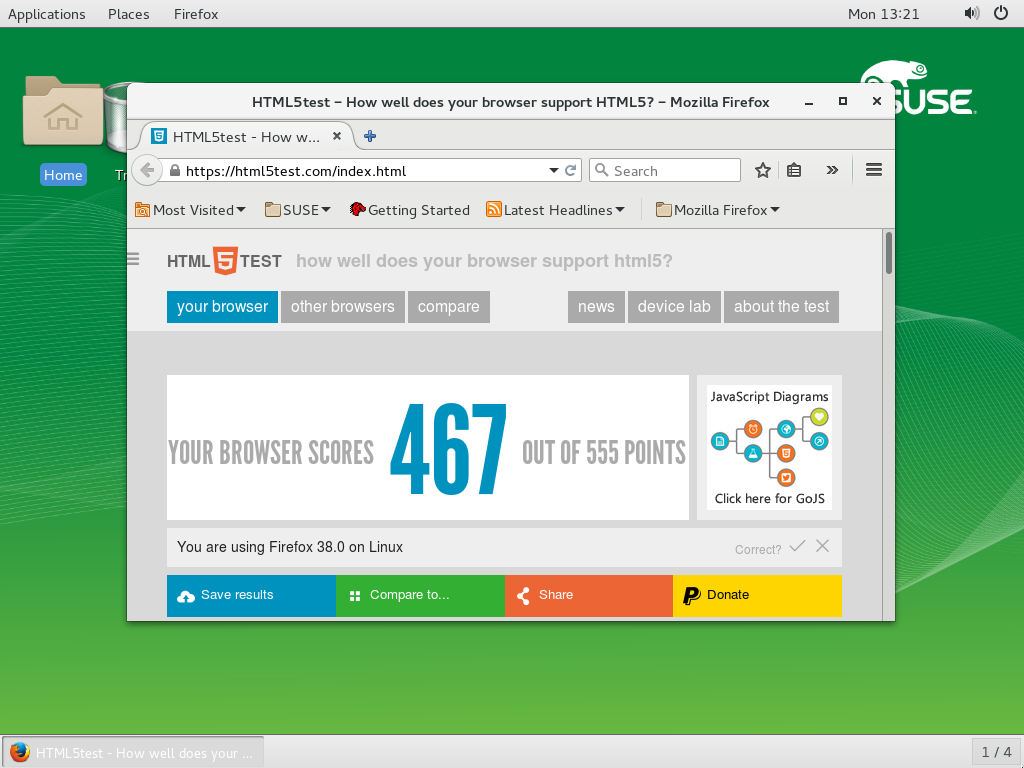 Applications Places Firefox Mon 13:21
SUSE
HTML5test – How well does your browser support HTML5? – Mozilla Firefox
HTML5test - How w...
https://html5test.com/index.html Search
Home
Most Visited SUSE Getting Started Latest Headlines Mozilla Firefox
HTML 5 TEST how well does your browser support html5?
your browser other browsers compare news device lab about the test
YOUR BROWSER SCORES 467 OUT OF 555 POINTS
JavaScript Diagrams
Click here for GoJS
You are using Firefox 38.0 on Linux Correct?
Save results Compare to... Share Donate
HTML5test - How well does your ... 1 / 4